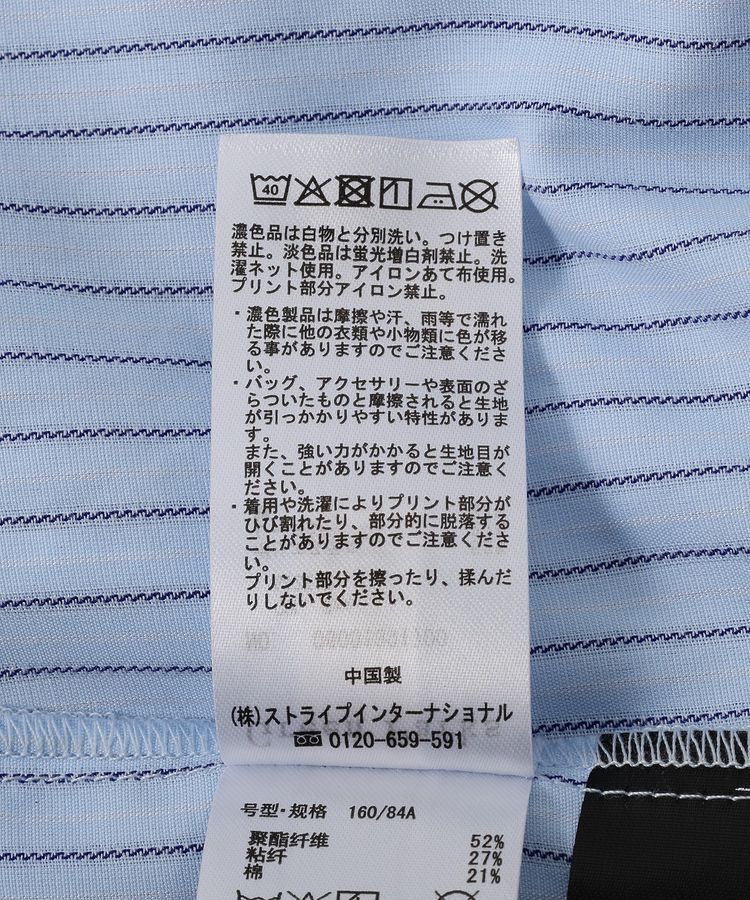 40
濃色品は白物と分別洗い。つけ置き
禁止。淡色品は蛍光増白剤禁止。洗
濯ネット使用。アイロンあて布使用。
プリント部分アイロン禁止。
・濃色製品は摩擦や汗、雨等で濡れ
た際に他の衣類や小物類に色が移
る事がありますのでご注意くださ
い。
・バッグ、アクセサリーや表面のざ
らついたものと摩擦されると生地
が引っかかりやすい特性がありま
す。
また、強い力がかかると生地目が
開くことがありますのでご注意く
ださい。
・着用や洗濯によりプリント部分が
ひび割れたり、部分的に脱落する
ことがありますのでご注意くださ
い。
プリント部分を擦ったり、揉んだ
りしないでください。
中国製
(株)ストライプインターナショナル
0120-659-591
号型·规格 160/84A
聚酯纤维 52%
粘纤 27%
棉 21%